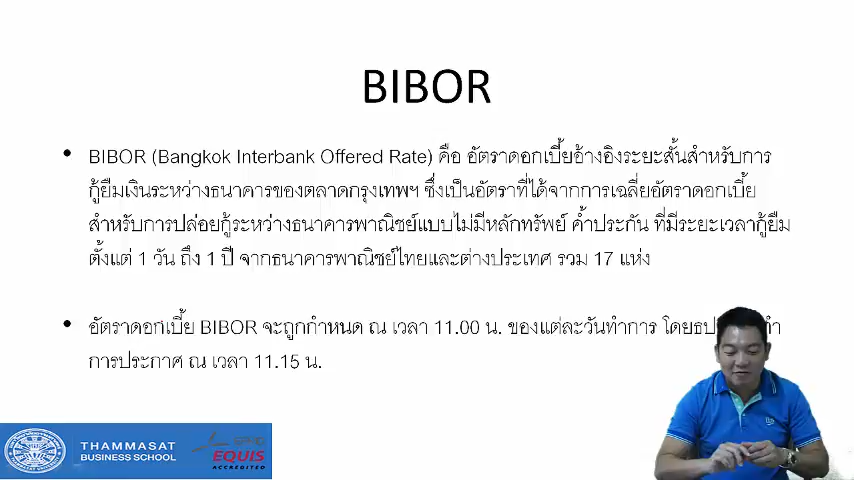 BIBOR
• BIBOR (Bangkok Interbank Offered Rate) คือ อัตราดอกเบี้ยอ้างอิงระยะสั้นสำหรับการ
กู้ยืมเงินระหว่างธนาคารของตลาดกรุงเทพฯ ซึ่งเป็นอัตราที่ได้จากการเฉลี่ยอัตราดอกเบี้ย
สำหรับการปล่อยกู้ระหว่างธนาคารพาณิชย์แบบไม่มีหลักทรัพย์ ค้ำประกัน ที่มีระยะเวลากู้ยืม
ตั้งแต่ 1 วัน ถึง 1 ปี จากธนาคารพาณิชย์ไทยและต่างประเทศ รวม 17 แห่ง
• อัตราดอกเบี้ย BIBOR จะถูกกำหนด ณ เวลา 11.00 น. ของแต่ละวันทำการ โดย
การประกาศ ณ เวลา 11.15 น.
THAMMASAT
BUSINESS SCHOOL
EQUIS
ACCREDITED